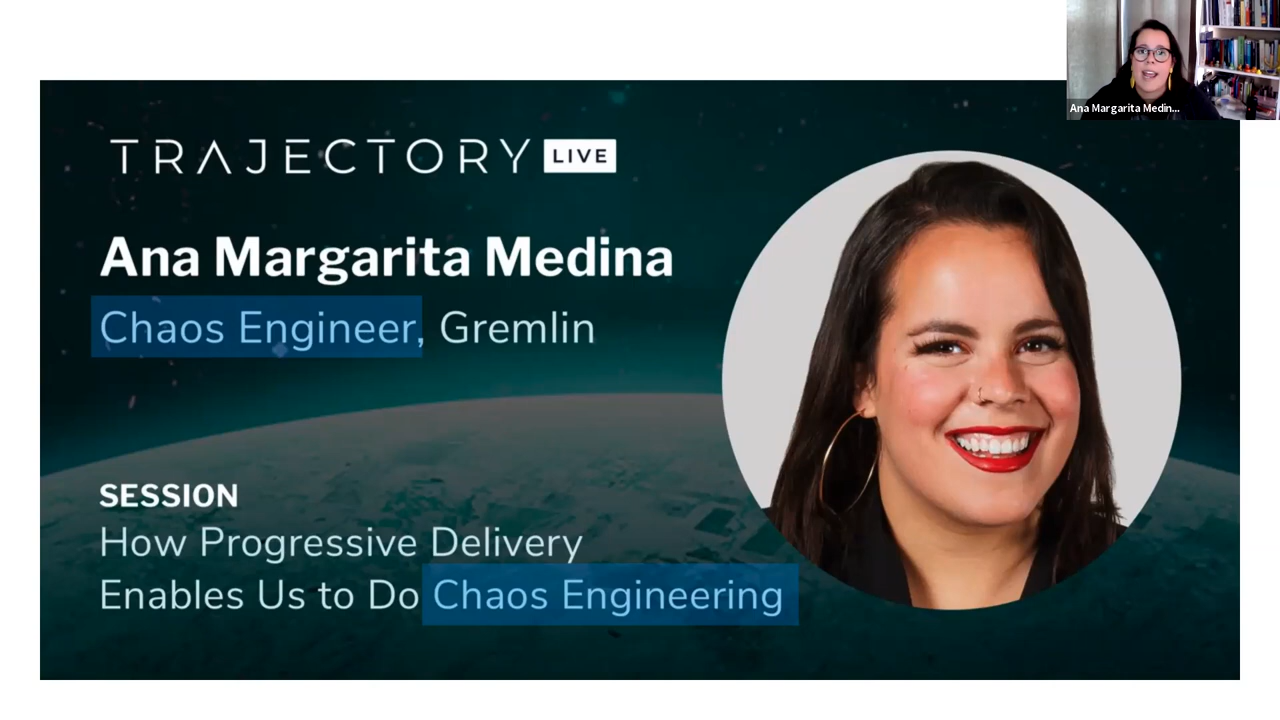 Ana Margarita Medin...
TRAJECTORY LIVE
Ana Margarita Medina
Chaos Engineer, Gremlin
SESSION
How Progressive Delivery
Enables Us to Do Chaos Engineering